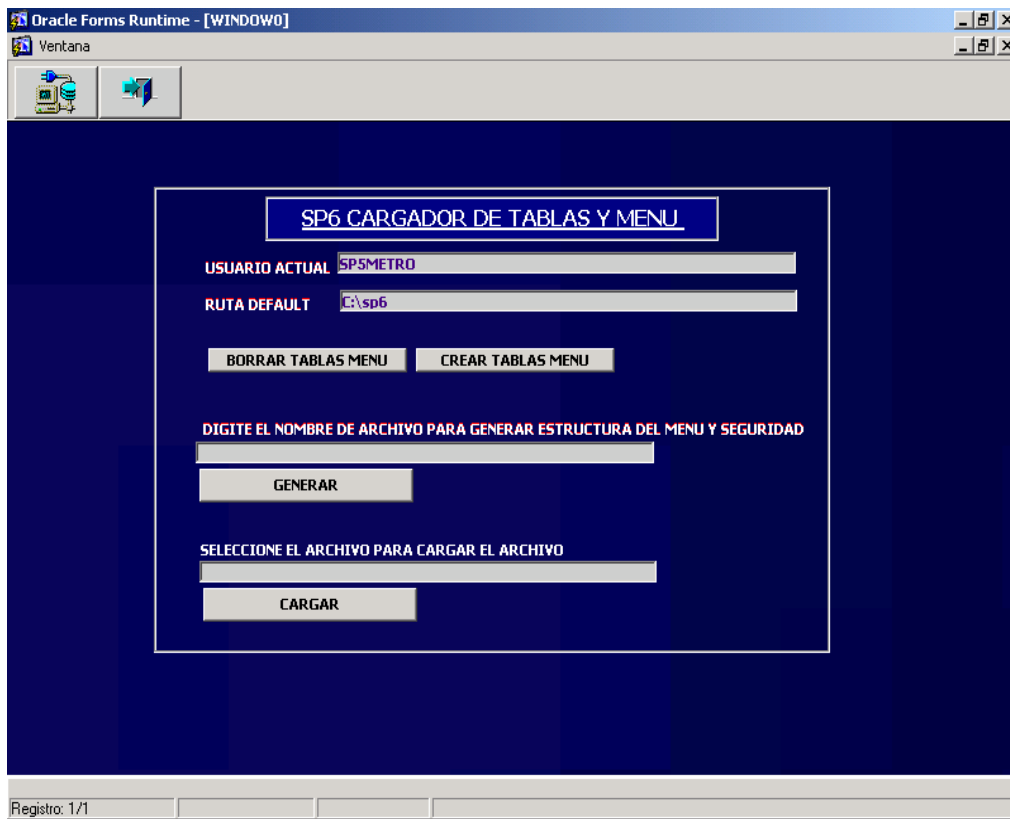 Oracle Forms Runtime - [WINDOW0]
Ventana
SP6 CARGADOR DE TABLAS Y MENU
USUARIO ACTUAL SP5METRO
RUTA DEFAULT C:\sp6
BORRAR TABLAS MENU CREAR TABLAS MENU
DIGITE EL NOMBRE DE ARCHIVO PARA GENERAR ESTRUCTURA DEL MENU Y SEGURIDAD
GENERAR
SELECCIONE EL ARCHIVO PARA CARGAR EL ARCHIVO
CARGAR
Registro: 1/1